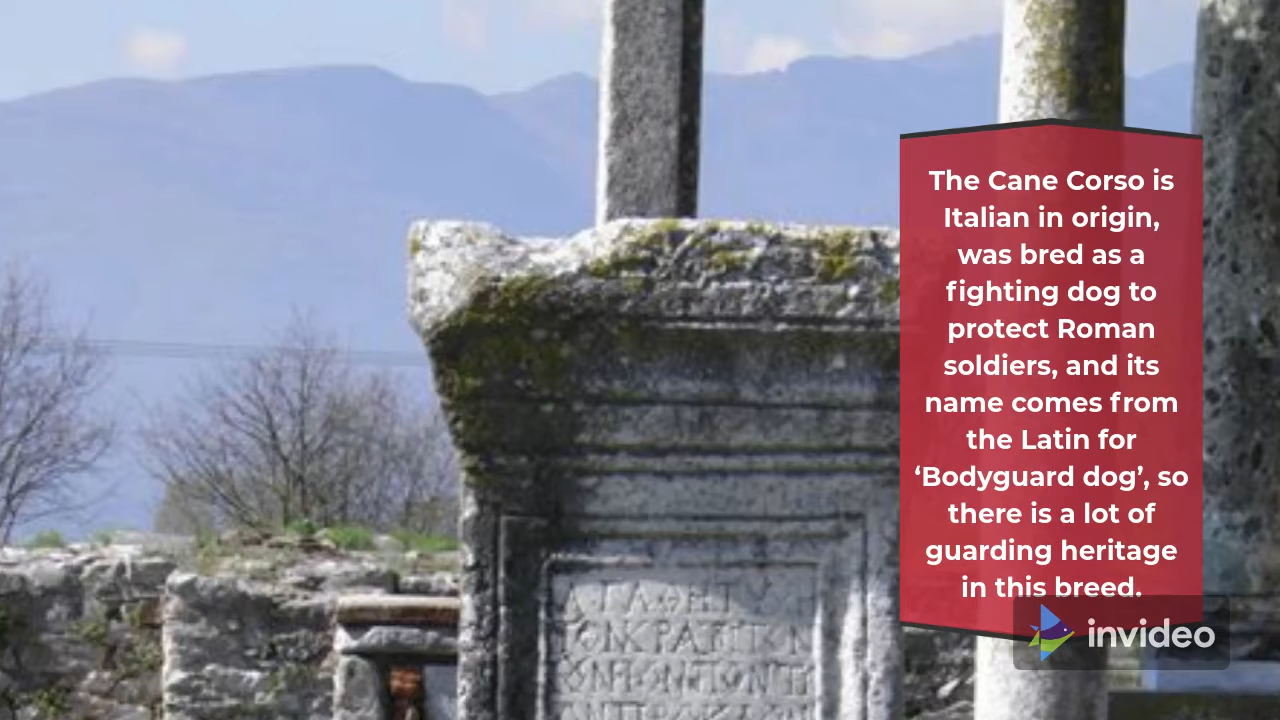 The Cane Corso is
Italian in origin,
was bred as a
fighting dog to
protect Roman
soldiers, and its
name comes from
the Latin for
‘Bodyguard dog’, so
there is a lot of
guarding heritage
in this breed.
invideo
ΑΓΑΘΗΤΥΧΗ